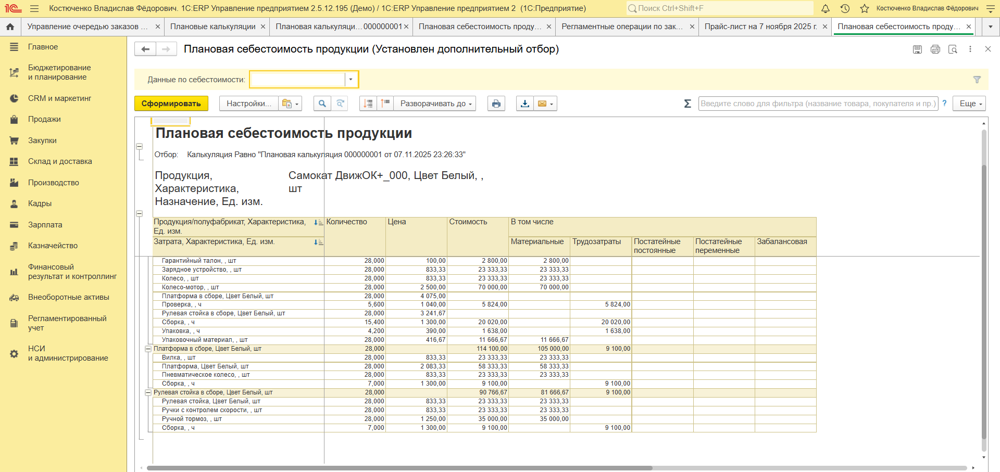 1С Костюченко Владислав Фёдорович. 1С:ERP Управление предприятием 2.5.12.195 (Демо) / 1С:ERP Управление предприятием 2 (1С:Предприятие) Поиск Ctrl+Shift+F Костюченко Владислав Фёдорович
Управление очередью заказов ... Плановые калькуляции Плановая калькуляци... 000000001 Плановая себестоимость проду... Регламентные операции по зак... Прайс-лист на 7 ноября 2025 г. Плановая себестоимость проду...
Главное
Бюджетирование
и планирование
CRM и маркетинг
Продажи
Закупки
Склад и доставка
Производство
Кадры
Зарплата
Казначейство
Финансовый
результат и контроллинг
Внеоборотные активы
Регламентированный
учет
НСИ
и администрирование
Плановая себестоимость продукции (Установлен дополнительный отбор)
Данные по себестоимости:
Сформировать Настройки... Разворачивать до Σ Введите слово для фильтра (название товара, покупателя и пр.) ? Еще
Плановая себестоимость продукции
Отбор: Калькуляция Равно "Плановая калькуляция 000000001 от 07.11.2025 23:26:33"
Продукция, Самокат ДвижОК+_000, Цвет Белый, ,
Характеристика, шт
Назначение, Ед. изм.
Продукция/полуфабрикат, Характеристика, Количество Цена Стоимость В том числе
Ед. изм.
Затрата, Характеристика, Ед. изм. Материальные Трудозатраты Постатейные Постатейные Забалансовая
постоянные переменные
Гарантийный талон, , шт 28,000 100,00 2 800,00 2 800,00
Зарядное устройство, , шт 28,000 833,33 23 333,33 23 333,33
Колесо, , шт 28,000 833,33 23 333,33 23 333,33
Колесо-мотор, , шт 28,000 2 500,00 70 000,00 70 000,00
Платформа в сборе, Цвет Белый, шт 28,000 4 075,00
Проверка, , ч 5,600 1 040,00 5 824,00 5 824,00
Рулевая стойка в сборе, Цвет Белый, шт 28,000 3 241,67
Сборка, , ч 15,400 1 300,00 20 020,00 20 020,00
Упаковка, , ч 4,200 390,00 1 638,00 1 638,00
Упаковочный материал, , шт 28,000 416,67 11 666,67 11 666,67
Платформа в сборе, Цвет Белый, шт 28,000 114 100,00 105 000,00 9 100,00
Вилка, , шт 28,000 833,33 23 333,33 23 333,33
Платформа, Цвет Белый, шт 28,000 2 083,33 58 333,33 58 333,33
Пневматическое колесо, , шт 28,000 833,33 23 333,33 23 333,33
Сборка, , ч 7,000 1 300,00 9 100,00 9 100,00
Рулевая стойка в сборе, Цвет Белый, шт 28,000 90 766,67 81 666,67 9 100,00
Рулевая стойка, Цвет Белый, шт 28,000 833,33 23 333,33 23 333,33
Ручки с контролем скорости, , шт 28,000 833,33 23 333,33 23 333,33
Ручной тормоз, , шт 28,000 1 250,00 35 000,00 35 000,00
Сборка, , ч 7,000 1 300,00 9 100,00 9 100,00